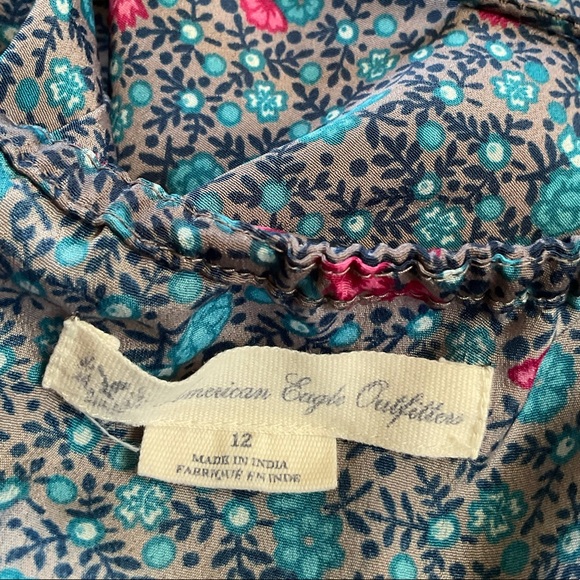 American Eagle Outfitters
12
MADE IN INDIA
FABRIQUÉ EN INDE